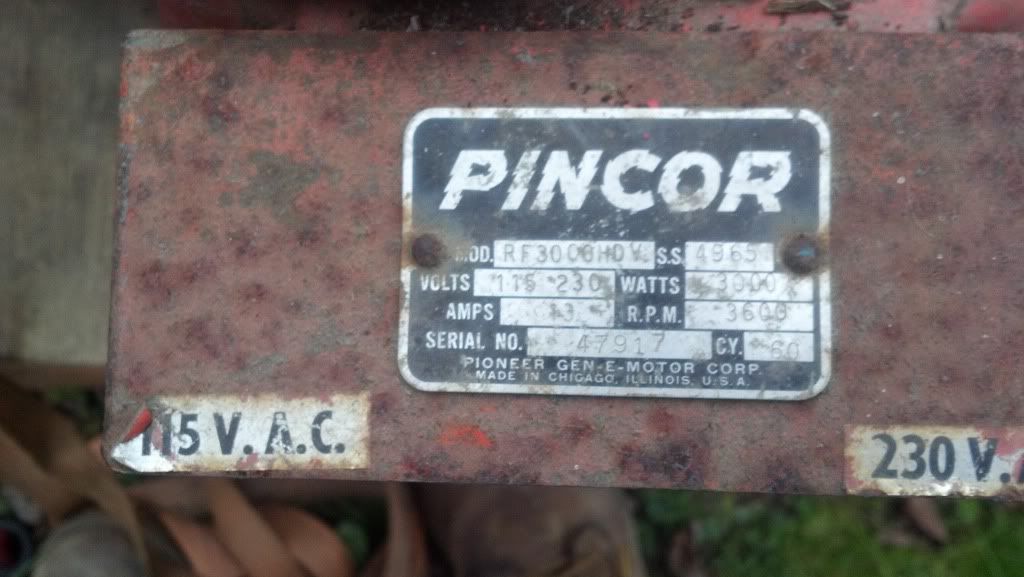 PINCOR
MOD. RF3000HDV S.S. 4965
VOLTS 115 230 WATTS 3000
AMPS 13 R.P.M. 3600
SERIAL NO. 47917 CY. 60
PIONEER GEN-E-MOTOR CORP.
MADE IN CHICAGO, ILLINOIS, U.S.A.
115 V. A.C.
230 V.